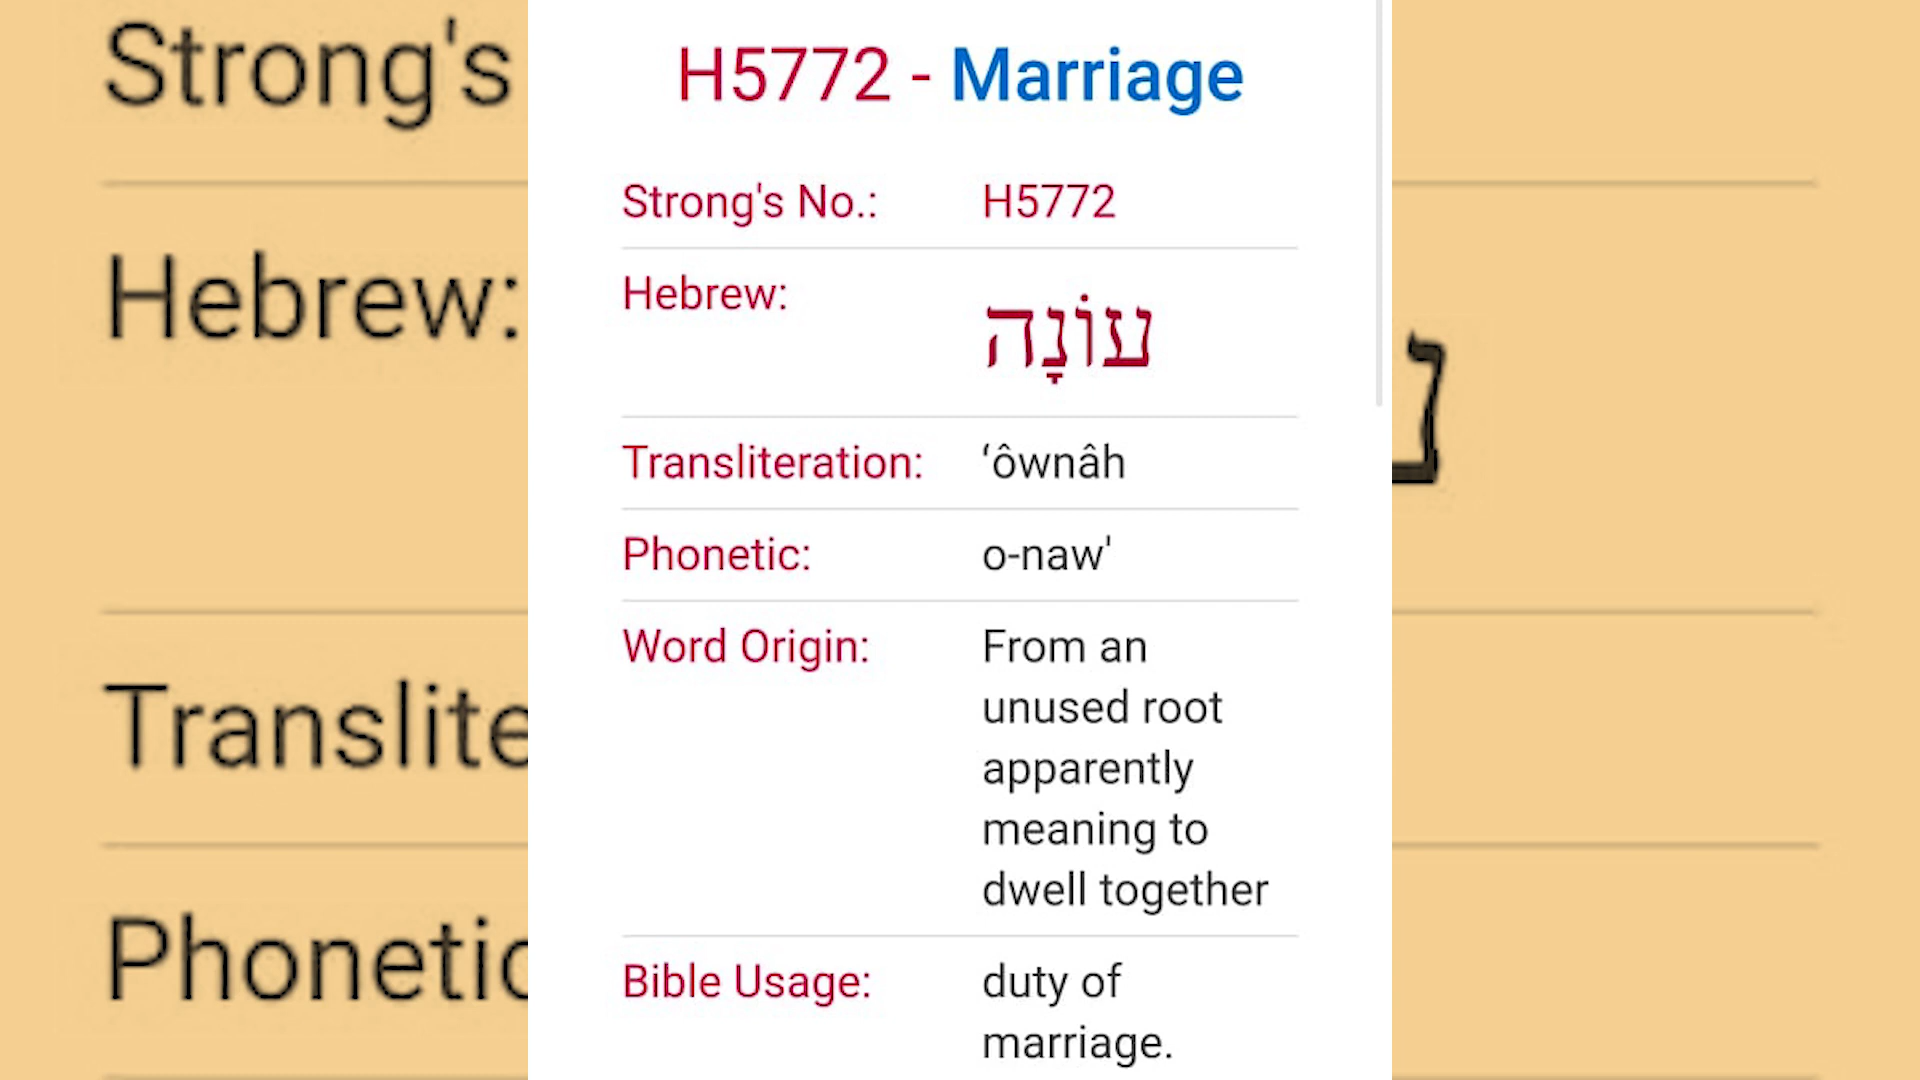 Strong's
Hebrew:
Translite
Phonetic
H5772 - Marriage
Strong's No.: H5772
Hebrew: עוֹנָה
Transliteration: ‘ôwnâh
Phonetic: o-naw'
Word Origin: From an
unused root
apparently
meaning to
dwell together
Bible Usage: duty of
marriage.